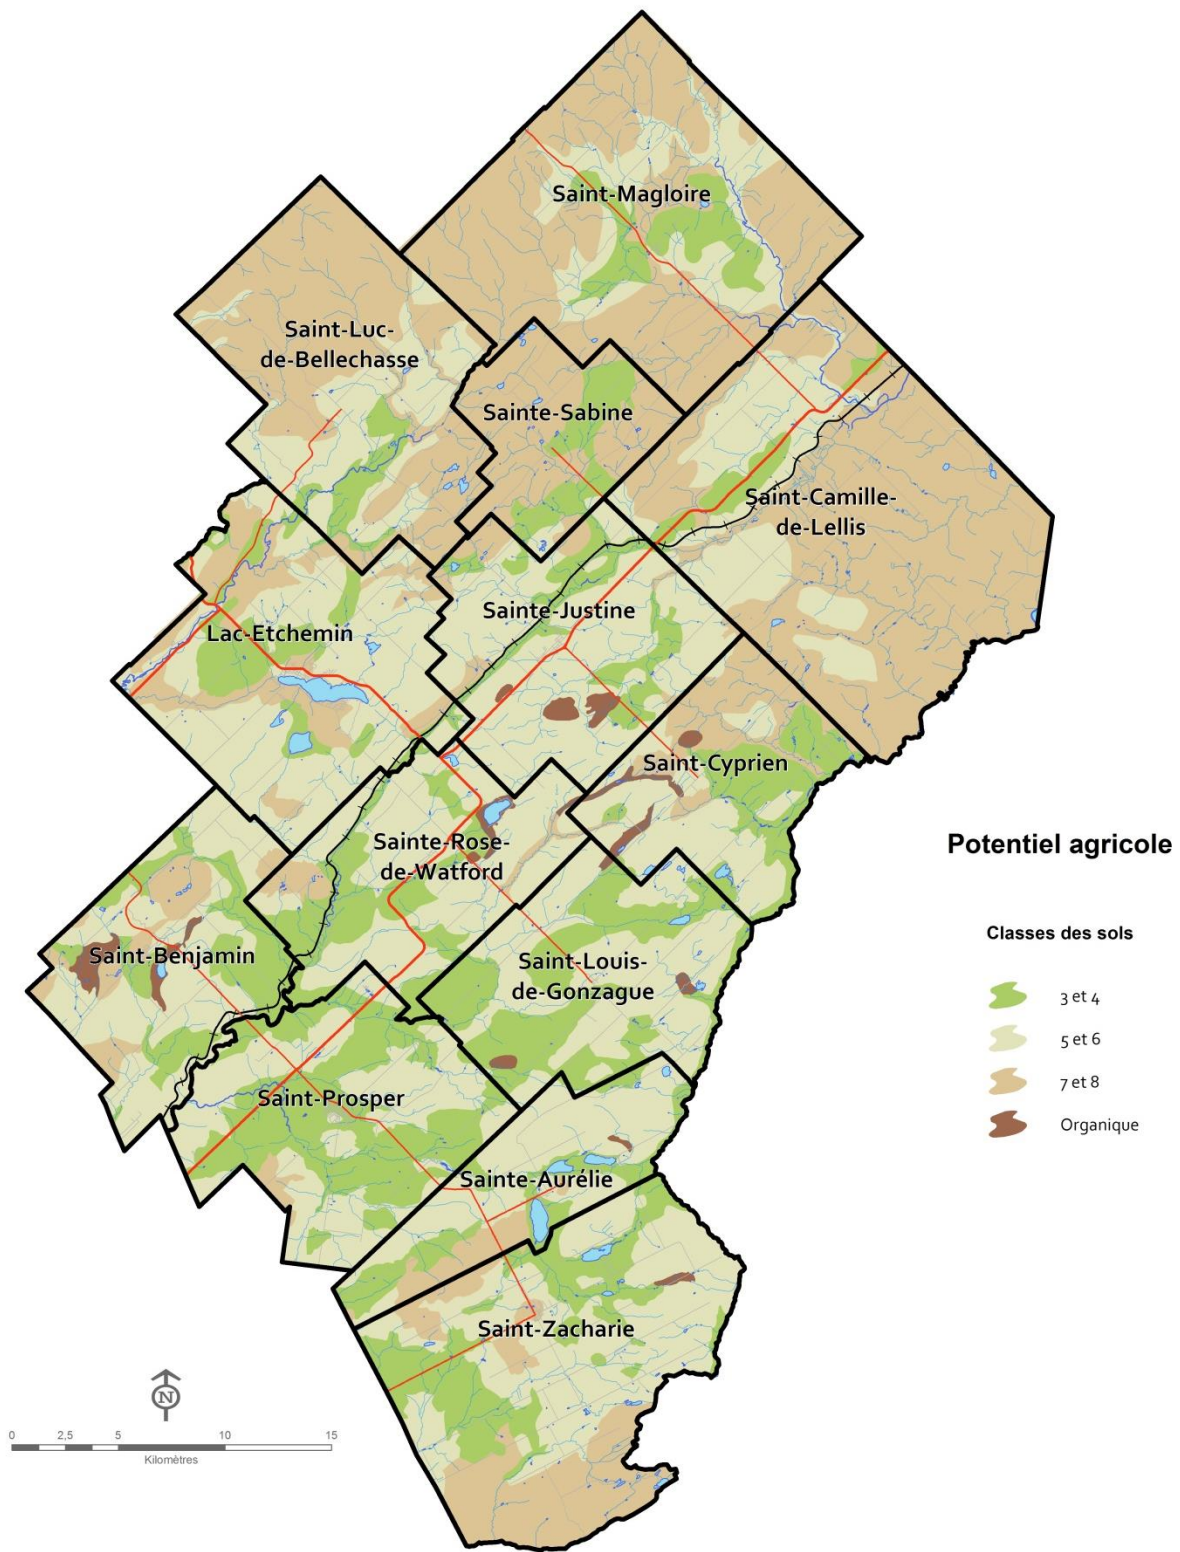 Saint-Magloire
Saint-Luc-
de-Bellechasse
Sainte-Sabine
Saint-Camille-
de-Lellis
Sainte-Justine
Lac-Etchemin
Saint-Cyprien
Sainte-Rose-
de-Watford
Potentiel agricole
Classes des sols
Saint-Benjamin
Saint-Louis-
de-Gonzague
3 et 4
5 et 6
7 et 8
Organique
Saint-Prosper
Sainte-Aurélie
Saint-Zacharie
N
0 2,5 5 10 15
Kilomètres